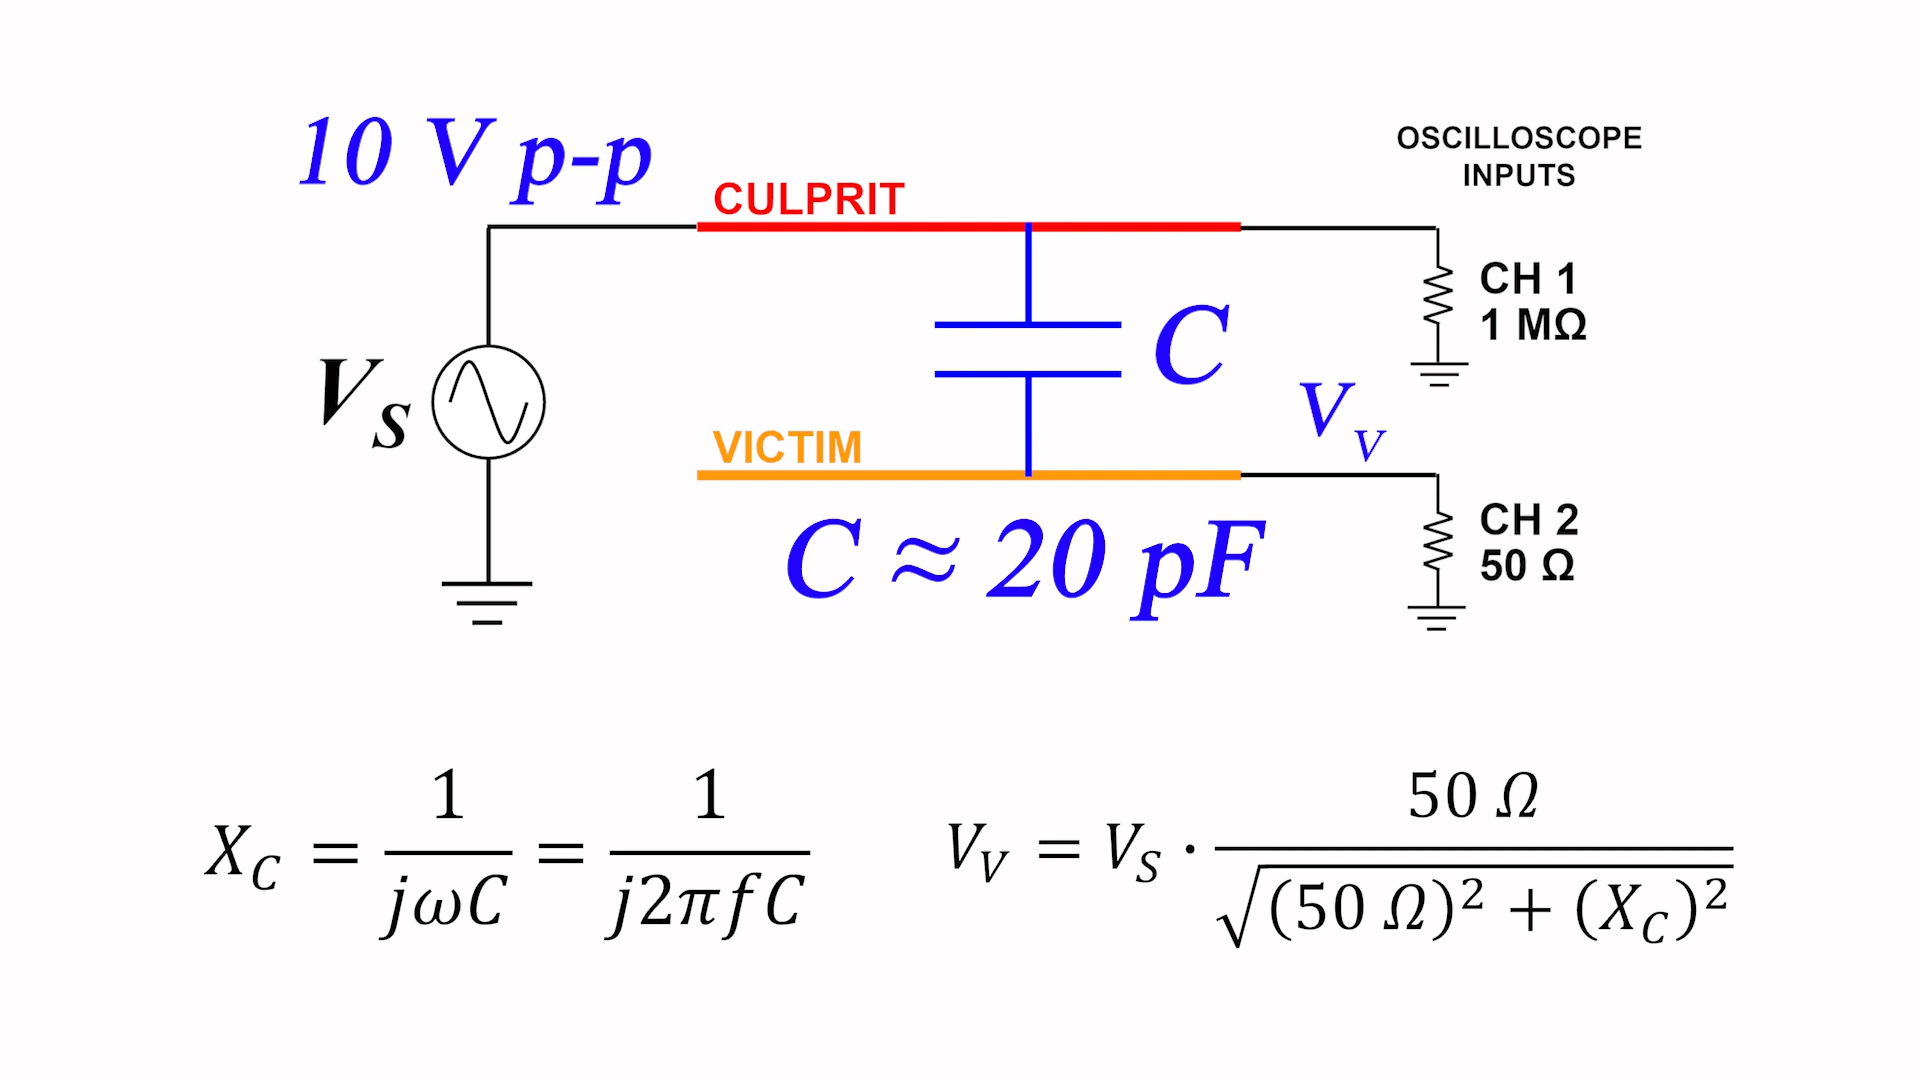 10 V p-p
OSCILLOSCOPE
INPUTS
CULPRIT
CH 1
1 MΩ
C
V_S
V_V
VICTIM
CH 2
50 Ω
C ≈ 20 pF
X_C = 1/(jωC) = 1/(j2πfC)
V_V = V_S · 50 Ω/√((50 Ω)² + (X_C)²)